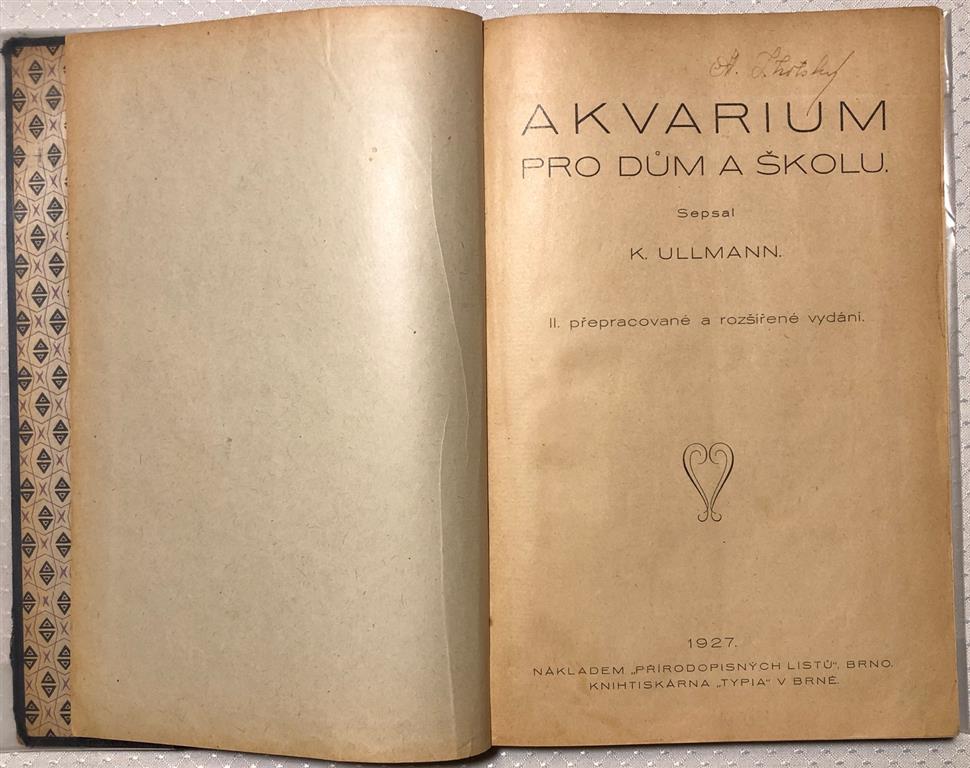 AKVARIUM
PRO DŮM A ŠKOLU.
Sepsal
K. ULLMANN.
II. přepracované a rozšířené vydání.
1927.
NÁKLADEM „PŘÍRODOPISNÝCH LISTŮ“, BRNO.
KNIHTISKÁRNA „TYPIA“ V BRNĚ.